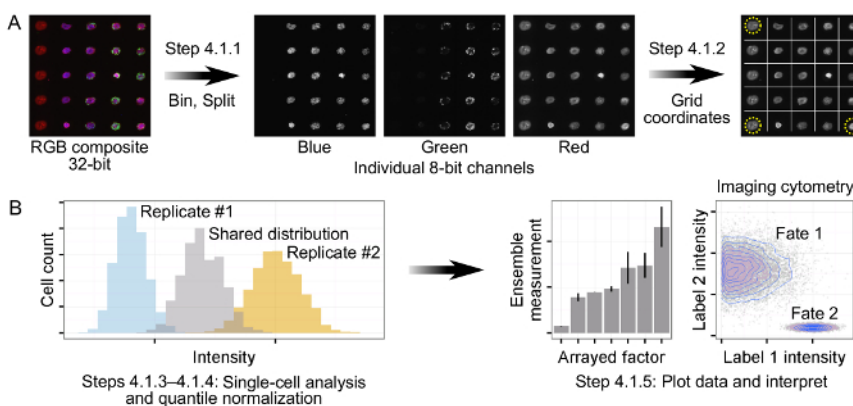 A
Step 4.1.1
Bin, Split
Step 4.1.2
Grid
coordinates
RGB composite
32-bit
Blue
Green
Red
Individual 8-bit channels
B
Cell count
Replicate #1
Shared distribution
Replicate #2
Intensity
Steps 4.1.3–4.1.4: Single-cell analysis
and quantile normalization
Ensemble
measurement
Arrayed factor
Imaging cytometry
Label 2 intensity
Fate 1
Fate 2
Label 1 intensity
Step 4.1.5: Plot data and interpret